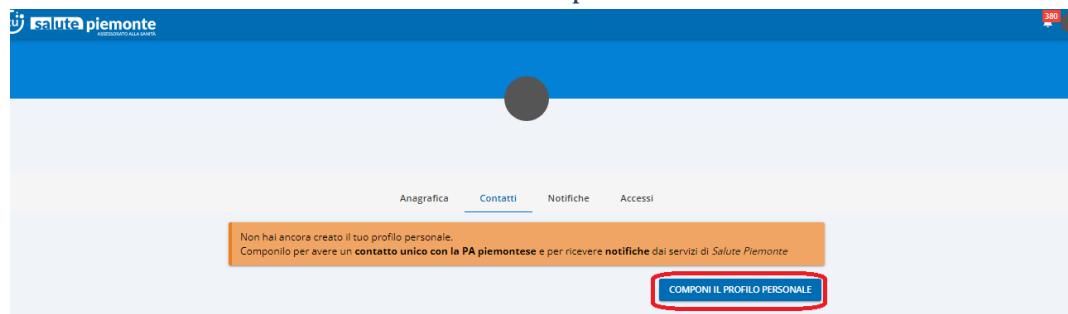 salute piemonte
ASSESSORATO ALLA SANITÀ
380
Anagrafica Contatti Notifiche Accessi
Non hai ancora creato il tuo profilo personale.
Componilo per avere un contatto unico con la PA piemontese e per ricevere notifiche dai servizi di Salute Piemonte
COMPONI IL PROFILO PERSONALE